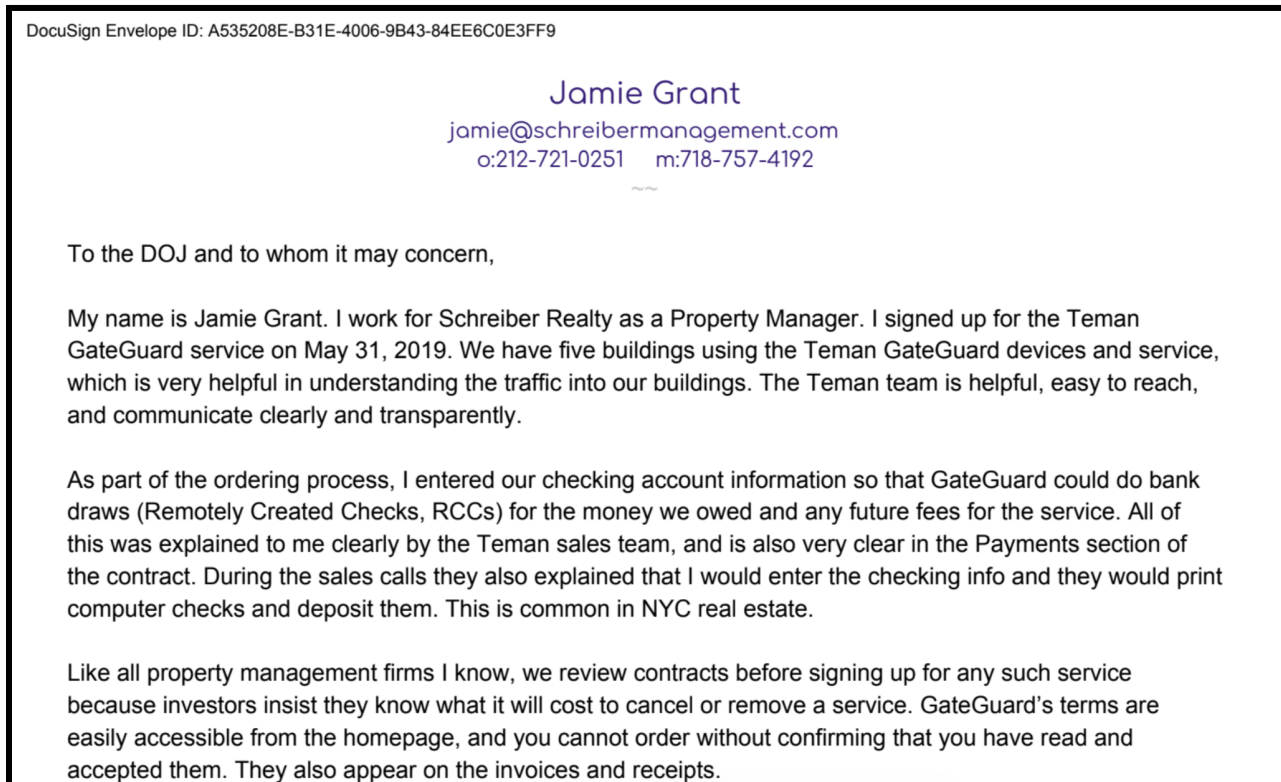 DocuSign Envelope ID: A535208E-B31E-4006-9B43-84EE6C0E3FF9
Jamie Grant
jamie@schreibermanagement.com
o:212-721-0251 m:718-757-4192
~~
To the DOJ and to whom it may concern,
My name is Jamie Grant. I work for Schreiber Realty as a Property Manager. I signed up for the Teman
GateGuard service on May 31, 2019. We have five buildings using the Teman GateGuard devices and service,
which is very helpful in understanding the traffic into our buildings. The Teman team is helpful, easy to reach,
and communicate clearly and transparently.
As part of the ordering process, I entered our checking account information so that GateGuard could do bank
draws (Remotely Created Checks, RCCs) for the money we owed and any future fees for the service. All of
this was explained to me clearly by the Teman sales team, and is also very clear in the Payments section of
the contract. During the sales calls they also explained that I would enter the checking info and they would print
computer checks and deposit them. This is common in NYC real estate.
Like all property management firms I know, we review contracts before signing up for any such service
because investors insist they know what it will cost to cancel or remove a service. GateGuard's terms are
easily accessible from the homepage, and you cannot order without confirming that you have read and
accepted them. They also appear on the invoices and receipts.